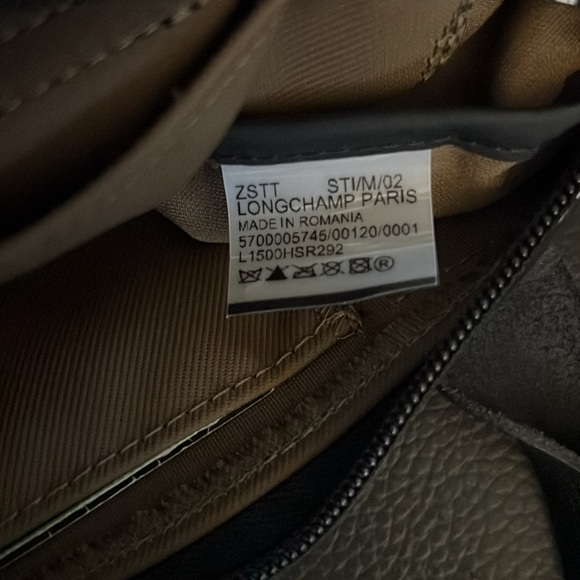 ZSTT STI/M/02
LONGCHAMP PARIS
MADE IN ROMANIA
5700005745/00120/0001
L1500HSR292
®